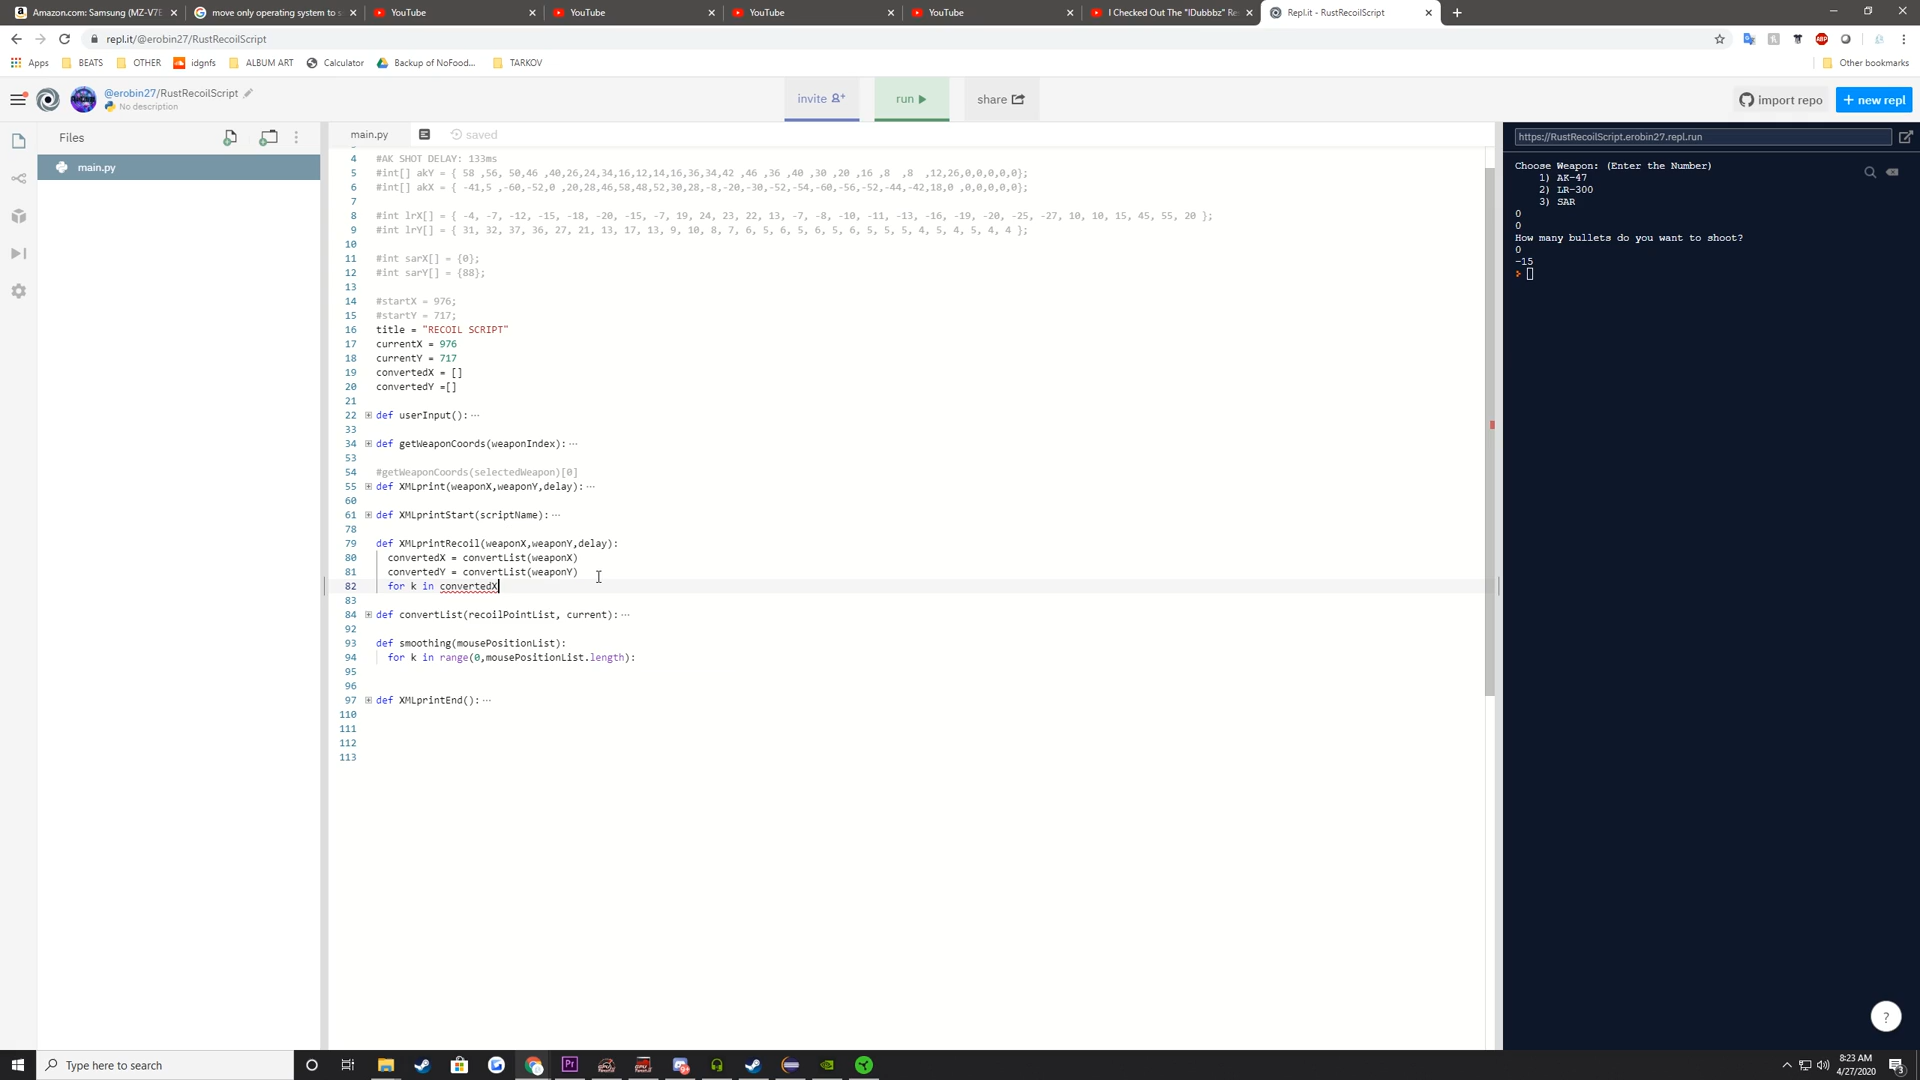 Amazon.com: Samsung (MZ-V7E
move only operating system to s
YouTube
YouTube
YouTube
YouTube
I Checked Out The "IDubbbz" Re
Repl.it - RustRecoilScript
repl.it/@erobin27/RustRecoilScript
Apps BEATS OTHER idgnfs ALBUM ART Calculator Backup of NoFood... TARKOV Other bookmarks
@erobin27/RustRecoilScript
No description
invite
run
share
import repo
+ new repl
Files
main.py
main.py
saved
4 #AK SHOT DELAY: 133ms
5 #int[] akY = { 58 ,56, 50,46 ,40,26,24,34,16,12,14,16,36,34,42 ,46 ,36 ,40 ,30 ,20 ,16 ,8 ,8 ,12,26,0,0,0,0,0};
6 #int[] akX = { -41,5 ,-60,-52,0 ,20,28,46,58,48,52,30,28,-8,-20,-30,-52,-54,-60,-56,-52,-44,-42,18,0 ,0,0,0,0,0};
7
8 #int lrX[] = { -4, -7, -12, -15, -18, -20, -15, -7, 19, 24, 23, 22, 13, -7, -8, -10, -11, -13, -16, -19, -20, -25, -27, 10, 10, 15, 45, 55, 20 };
9 #int lrY[] = { 31, 32, 37, 36, 27, 21, 13, 17, 13, 9, 10, 8, 7, 6, 5, 6, 5, 6, 5, 6, 5, 5, 5, 4, 5, 4, 5, 4, 4 };
10
11 #int sarX[] = {0};
12 #int sarY[] = {88};
13
14 #startX = 976;
15 #startY = 717;
16 title = "RECOIL SCRIPT"
17 currentX = 976
18 currentY = 717
19 convertedX = []
20 convertedY =[]
21
22 def userInput():
33
34 def getWeaponCoords(weaponIndex):
53
54 #getWeaponCoords(selectedWeapon)[0]
55 def XMLprint(weaponX,weaponY,delay):
60
61 def XMLprintStart(scriptName):
78
79 def XMLprintRecoil(weaponX,weaponY,delay):
80 convertedX = convertList(weaponX)
81 convertedY = convertList(weaponY)
82 for k in convertedX
83
84 def convertList(recoilPointList, current):
92
93 def smoothing(mousePositionList):
94 for k in range(0,mousePositionList.length):
95
96
97 def XMLprintEnd():
110
111
112
113
https://RustRecoilScript.erobin27.repl.run
Choose Weapon: (Enter the Number)
1) AK-47
2) LR-300
3) SAR
0
0
How many bullets do you want to shoot?
0
-15
?
Type here to search
8:23 AM
4/27/2020